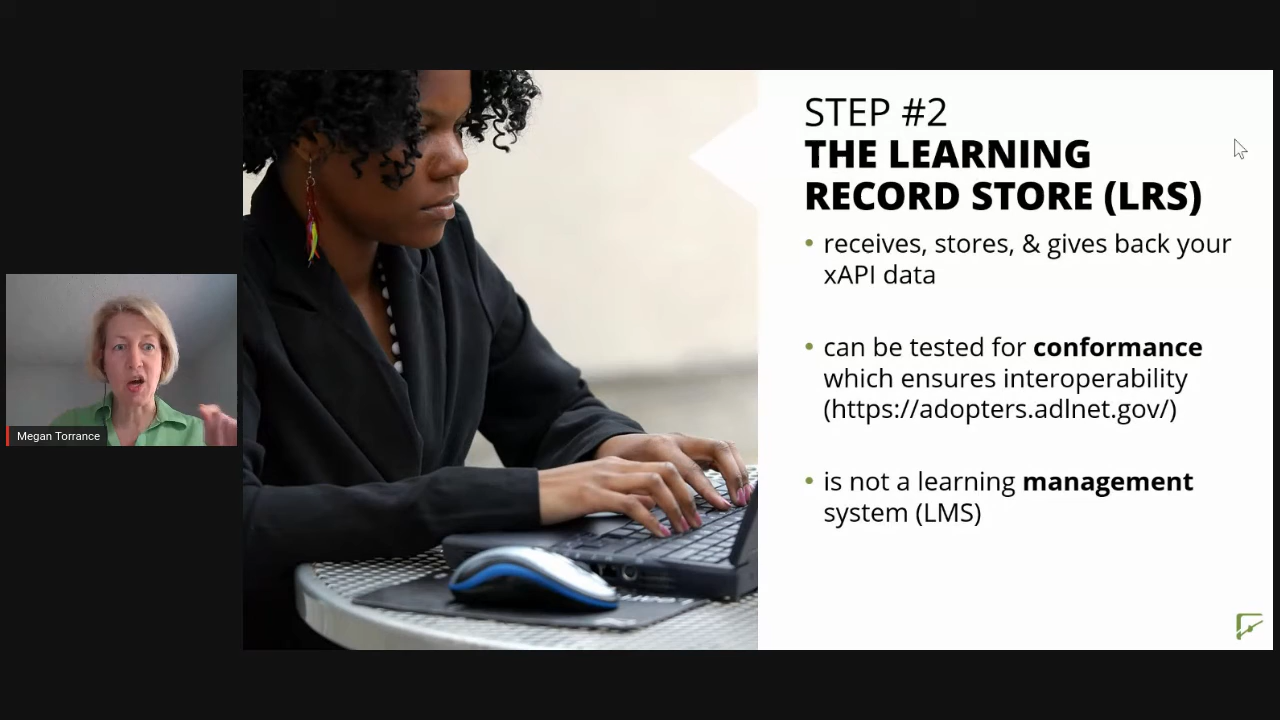 STEP #2
THE LEARNING
RECORD STORE (LRS)
• receives, stores, & gives back your
xAPI data
• can be tested for conformance
which ensures interoperability
(https://adopters.adlnet.gov/)
• is not a learning management
system (LMS)
Megan Torrance